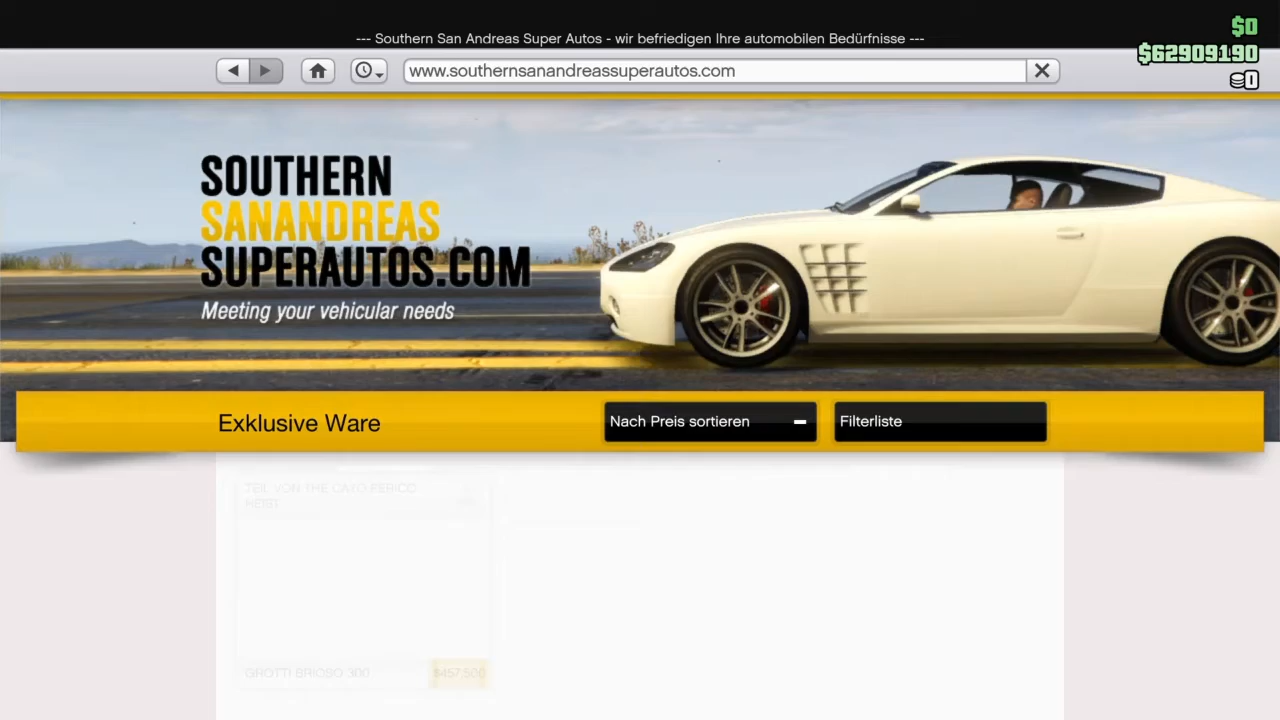 $0
--- Southern San Andreas Super Autos - wir befriedigen Ihre automobilen Bedürfnisse ---
$62909190
www.southernsanandreassuperautos.com
0
SOUTHERN
SANANDREAS
SUPERAUTOS.COM
Meeting your vehicular needs
Exklusive Ware
Nach Preis sortieren
Filterliste
TEIL VON THE CAYO PERICO
HEIST
GROTTI BRIOSO 300
$457,500